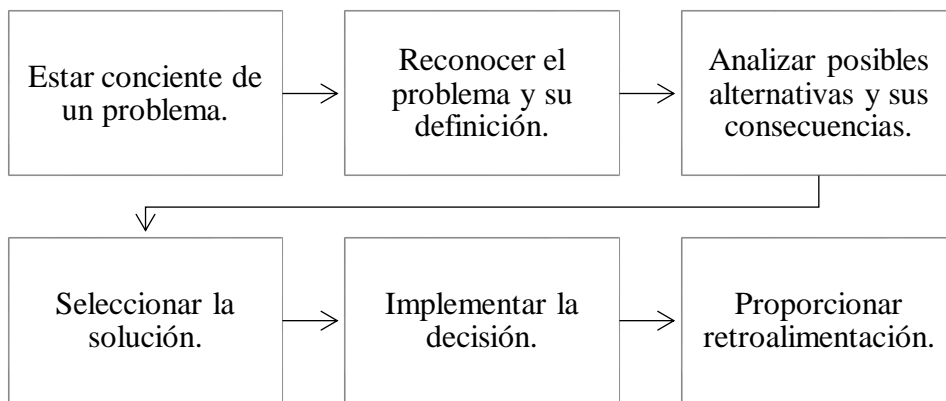 Estar conciente de
un problema.
Reconocer el
problema y su
definición.
Analizar posibles
alternativas y sus
consecuencias.
Seleccionar la
solución.
Implementar la
decisión.
Proporcionar
retroalimentación.